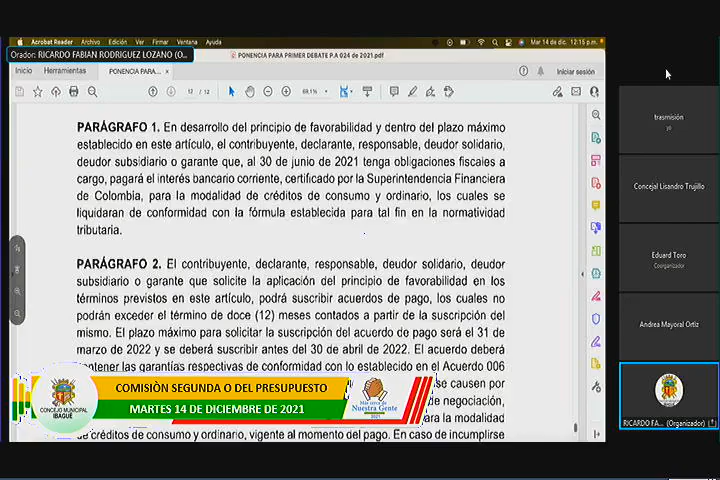 Acrobat Reader Archivo Edición Ver Firmar Ventana Ayuda Mar 14 de dic. 12:15 p.m.
Orador: RICARDO FABIAN RODRIGUEZ LOZANO (O...
PONENCIA PARA PRIMER DEBATE P.A 024 de 2021.pdf
Inicio Herramientas PONENCIA PARA... × Iniciar sesión
12 / 12 69,1%
PARÁGRAFO 1. En desarrollo del principio de favorabilidad y dentro del plazo máximo
establecido en este artículo, el contribuyente, declarante, responsable, deudor solidario,
deudor subsidiario o garante que, al 30 de junio de 2021 tenga obligaciones fiscales a
cargo, pagará el interés bancario corriente, certificado por la Superintendencia Financiera
de Colombia, para la modalidad de créditos de consumo y ordinario, los cuales se
liquidaran de conformidad con la fórmula establecida para tal fin en la normatividad
tributaria.
PARÁGRAFO 2. El contribuyente, declarante, responsable, deudor solidario, deudor
subsidiario o garante que solicite la aplicación del principio de favorabilidad en los
términos previstos en este artículo, podrá suscribir acuerdos de pago, los cuales no
podrán exceder el término de doce (12) meses contados a partir de la suscripción del
mismo. El plazo máximo para solicitar la suscripción del acuerdo de pago será el 31 de
marzo de 2022 y se deberá suscribir antes del 30 de abril de 2022. El acuerdo deberá
mantener las garantías respectivas de conformidad con lo establecido en el Acuerdo 006
se causen por
de negociación,
para la modalidad
de créditos de consumo y ordinario, vigente al momento del pago. En caso de incumplirse
CONCEJO MUNICIPAL
IBAGUÉ
COMISIÒN SEGUNDA O DEL PRESUPUESTO
MARTES 14 DE DICIEMBRE DE 2021
Más cerca de
Nuestra Gente
2021
trasmisión
yo
Concejal Lisandro Trujillo
Eduard Toro
Coorganizador
Andrea Mayoral Ortiz
RICARDO FA... (Organizador)